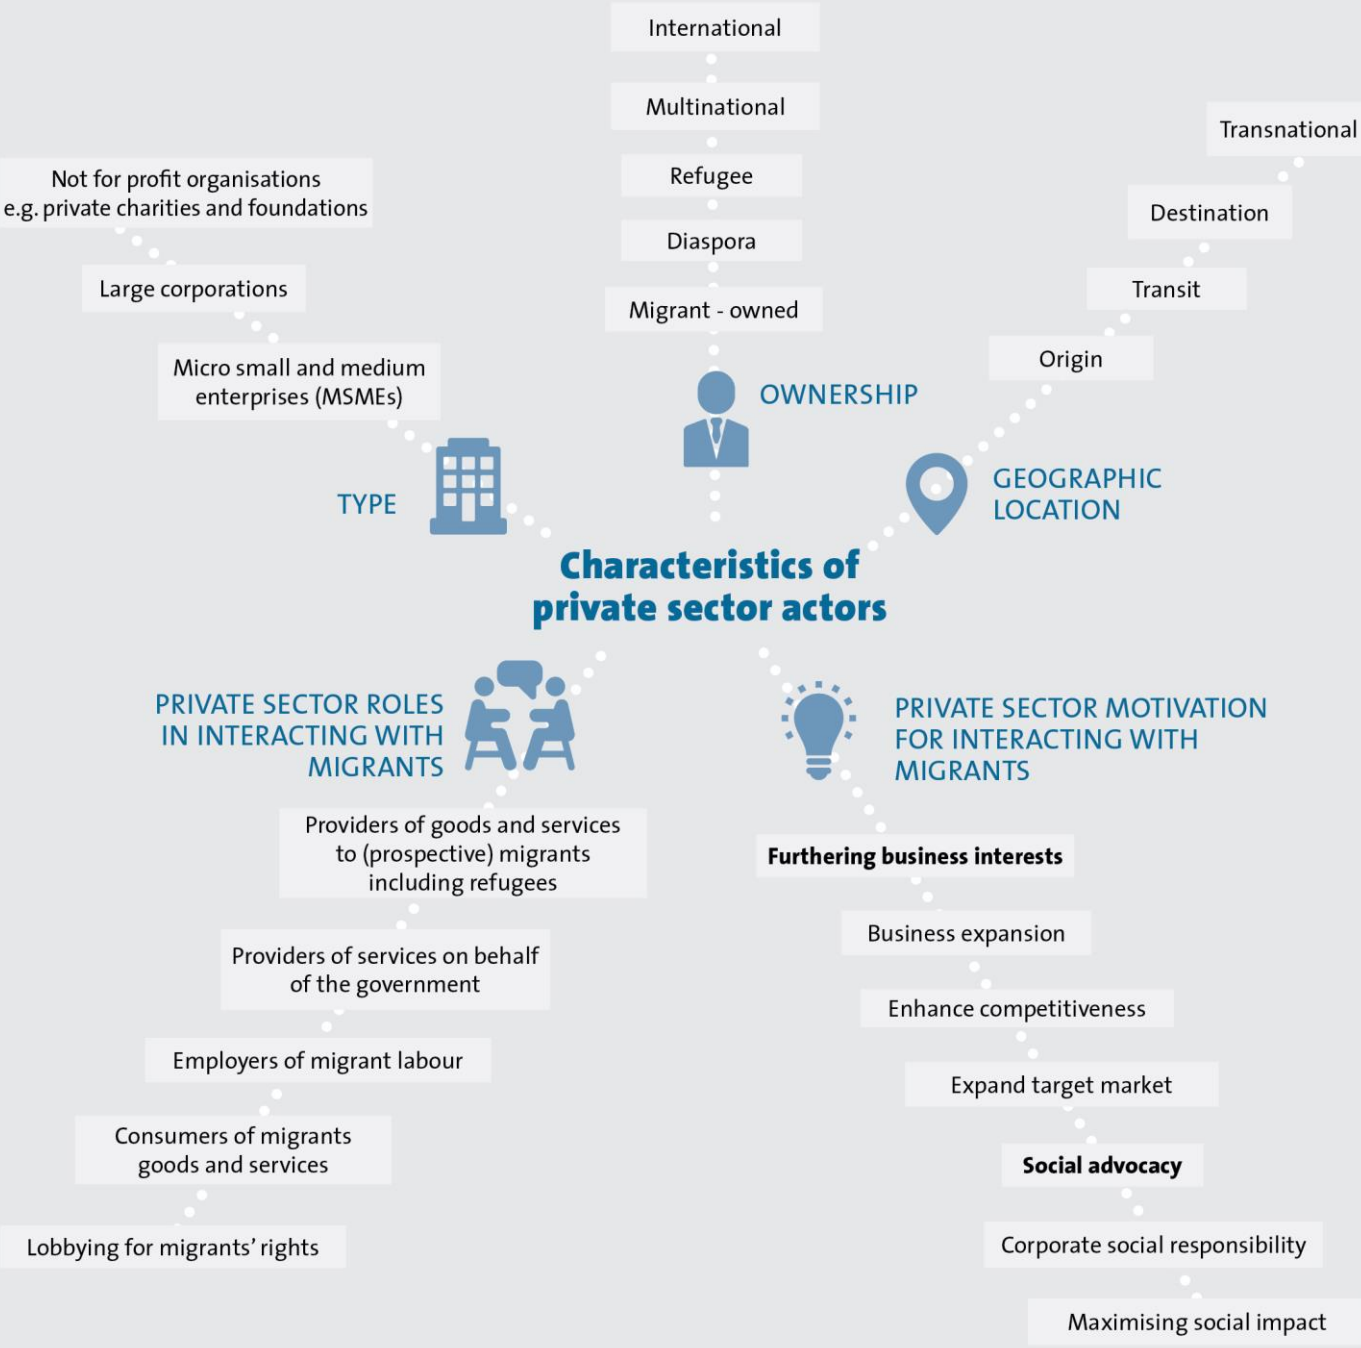 International
Multinational
Refugee
Diaspora
Migrant - owned
OWNERSHIP
Transnational
Destination
Transit
Origin
GEOGRAPHIC
LOCATION
Not for profit organisations
e.g. private charities and foundations
Large corporations
Micro small and medium
enterprises (MSMEs)
TYPE
Characteristics of
private sector actors
PRIVATE SECTOR ROLES
IN INTERACTING WITH
MIGRANTS
Providers of goods and services
to (prospective) migrants
including refugees
Providers of services on behalf
of the government
Employers of migrant labour
Consumers of migrants
goods and services
Lobbying for migrants’ rights
PRIVATE SECTOR MOTIVATION
FOR INTERACTING WITH
MIGRANTS
Furthering business interests
Business expansion
Enhance competitiveness
Expand target market
Social advocacy
Corporate social responsibility
Maximising social impact